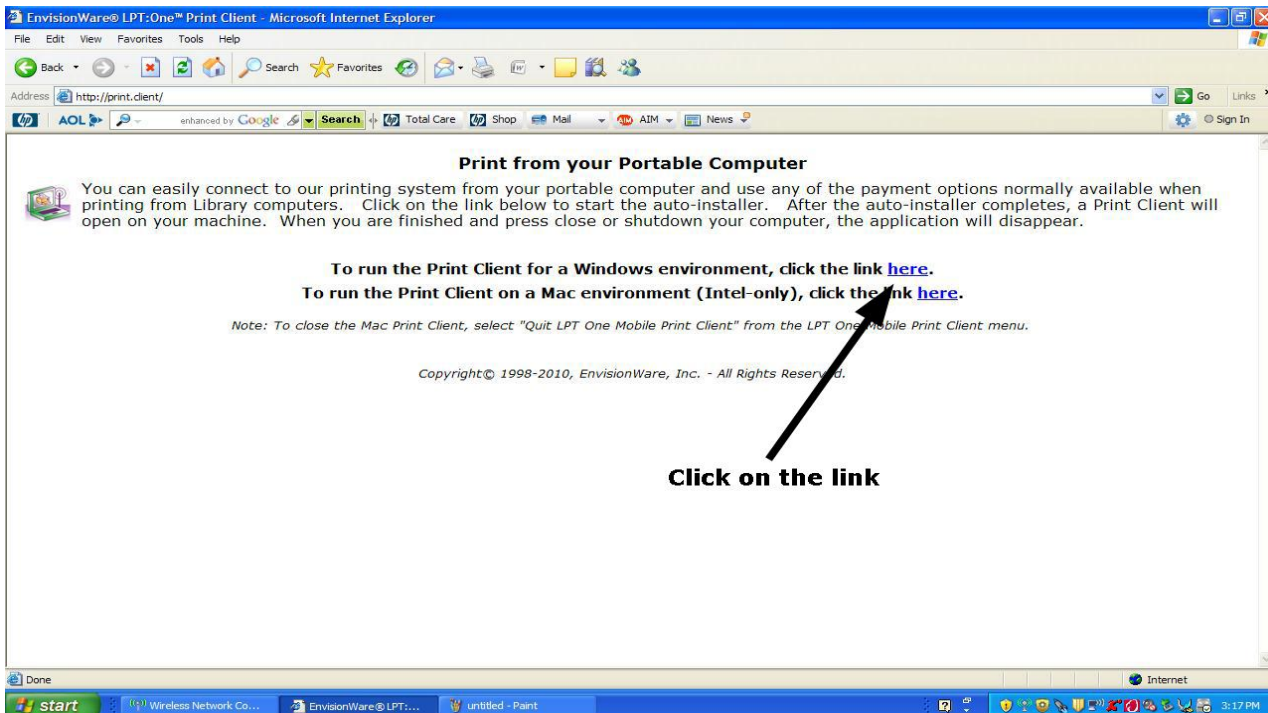 EnvisionWare® LPT:One™ Print Client - Microsoft Internet Explorer
File Edit View Favorites Tools Help
Back Search Favorites
Address http://print.client/ Go Links
AOL enhanced by Google Search Total Care Shop Mail AIM News Sign In
Print from your Portable Computer
You can easily connect to our printing system from your portable computer and use any of the payment options normally available when
printing from Library computers. Click on the link below to start the auto-installer. After the auto-installer completes, a Print Client will
open on your machine. When you are finished and press close or shutdown your computer, the application will disappear.
To run the Print Client for a Windows environment, click the link here.
To run the Print Client on a Mac environment (Intel-only), click the link here.
Note: To close the Mac Print Client, select "Quit LPT One Mobile Print Client" from the LPT One Mobile Print Client menu.
Copyright© 1998-2010, EnvisionWare, Inc. - All Rights Reserved.
Click on the link
Done Internet
start Wireless Network Co... EnvisionWare® LPT:... untitled - Paint 3:17 PM